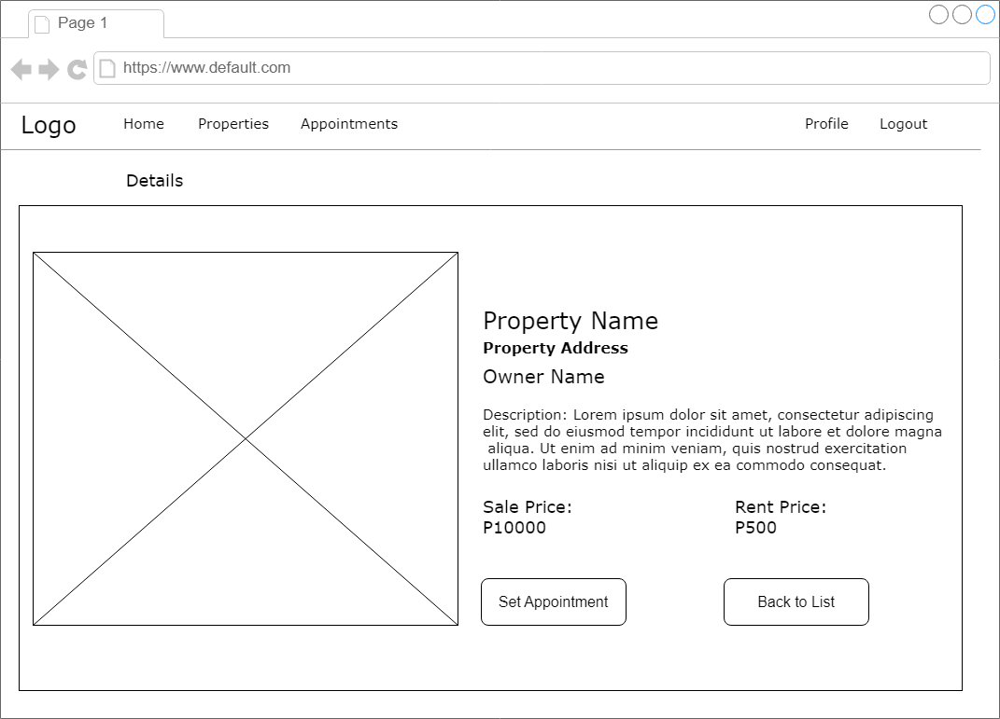 Page 1
https://www.default.com
Logo
Home
Properties
Appointments
Profile
Logout
Details
Property Name
Property Address
Owner Name
Description: Lorem ipsum dolor sit amet, consectetur adipiscing
elit, sed do eiusmod tempor incididunt ut labore et dolore magna
aliqua. Ut enim ad minim veniam, quis nostrud exercitation
ullamco laboris nisi ut aliquip ex ea commodo consequat.
Sale Price:
P10000
Rent Price:
P500
Set Appointment
Back to List